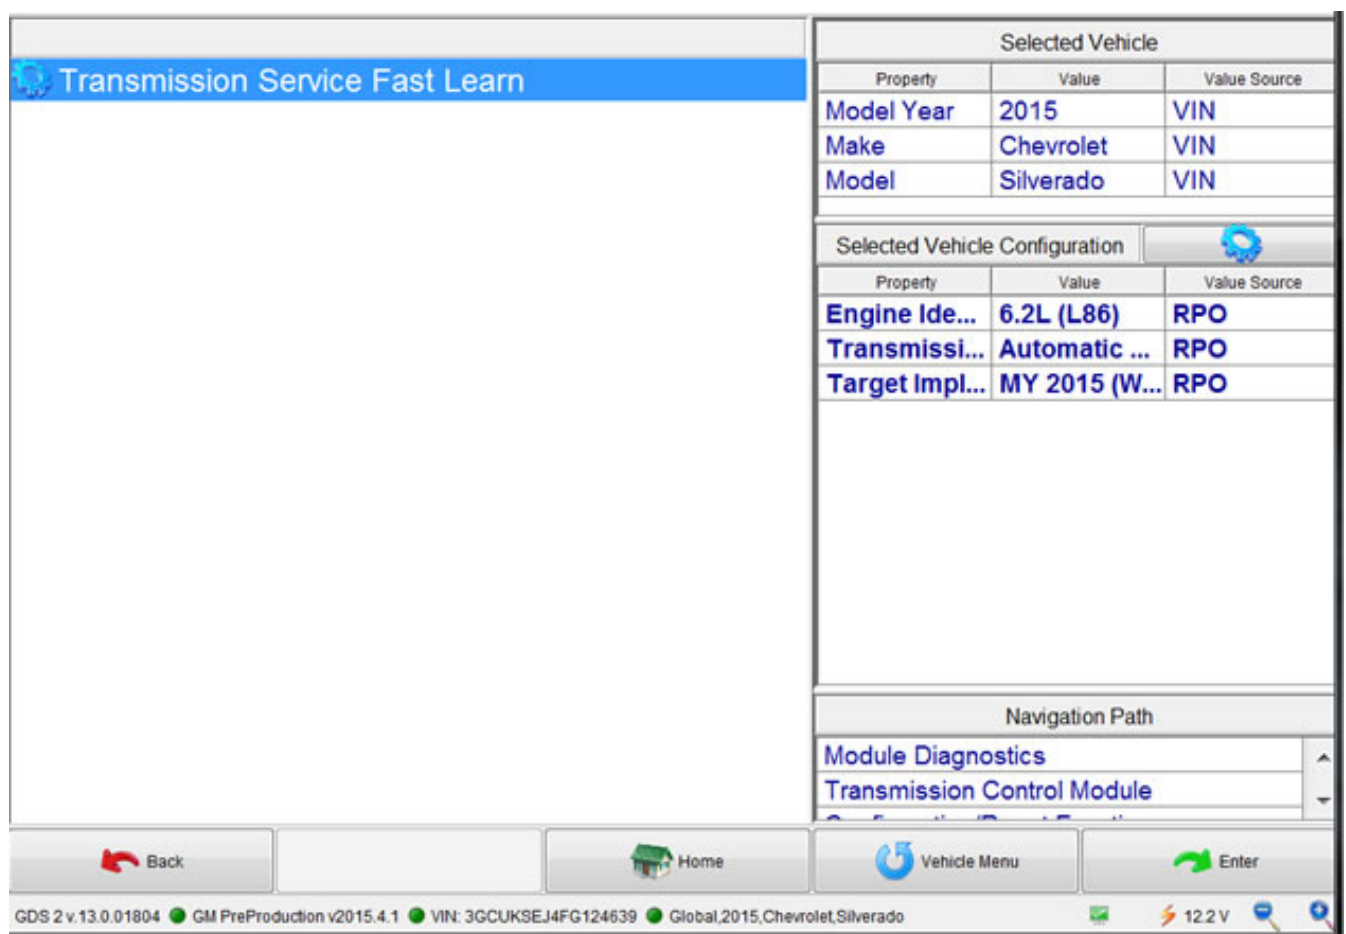 Transmission Service Fast Learn
Selected Vehicle
Property Value Value Source
Model Year 2015 VIN
Make Chevrolet VIN
Model Silverado VIN
Selected Vehicle Configuration
Property Value Value Source
Engine Ide... 6.2L (L86) RPO
Transmissi... Automatic ... RPO
Target Impl... MY 2015 (W... RPO
Navigation Path
Module Diagnostics
Transmission Control Module
Back Home Vehicle Menu Enter
GDS 2 v.13.0.01804 GM PreProduction v2015.4.1 VIN: 3GCUKSEJ4FG124639 Global,2015,Chevrolet,Silverado 12.2 V